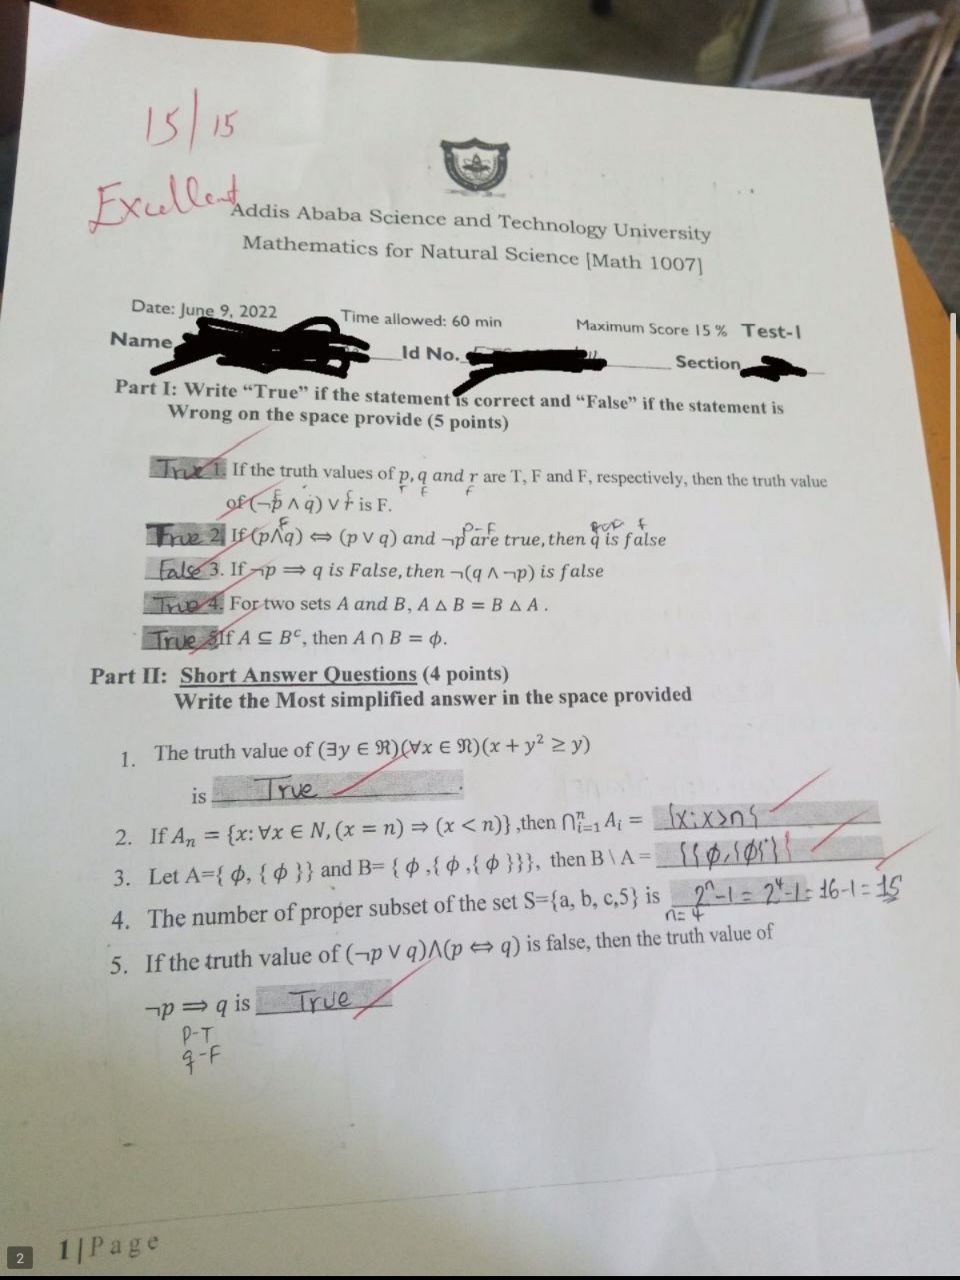 15/15
Excellent
Addis Ababa Science and Technology University
Mathematics for Natural Science [Math 1007]
Date: June 9, 2022 Time allowed: 60 min Maximum Score 15 % Test-I
Name Id No. Section
Part I: Write “True” if the statement is correct and “False” if the statement is
Wrong on the space provide (5 points)
True 1. If the truth values of p, q and r are T, F and F, respectively, then the truth value
T F F
of (¬p ∧ q) ∨ r is F.
True 2. If (p∧q) ⟺ (p ∨ q) and ¬p are true, then q is false
False 3. If ¬p ⟹ q is False, then ¬(q ∧ ¬p) is false
True 4. For two sets A and B, A △ B = B △ A.
True 5. If A ⊆ Bᶜ, then A ∩ B = ϕ.
Part II: Short Answer Questions (4 points)
Write the Most simplified answer in the space provided
1. The truth value of (∃y ∈ ℜ)(∀x ∈ ℜ)(x + y² ≥ y)
is True
2. If Aₙ = {x: ∀x ∈ N, (x = n) ⇒ (x < n)} ,then ⋂ⁿᵢ₌₁ Aᵢ = {x:x>n}
3. Let A={ ϕ, { ϕ }} and B= { ϕ ,{ ϕ ,{ ϕ }}}, then B \ A = {{ϕ,{ϕ}}}
4. The number of proper subset of the set S={a, b, c,5} is 2ⁿ-1 = 2⁴-1 = 16-1 = 15
n= 4
5. If the truth value of (¬p ∨ q)∧(p ⟺ q) is false, then the truth value of
¬p ⟹ q is True
p-T
q-F
1 | Page
2